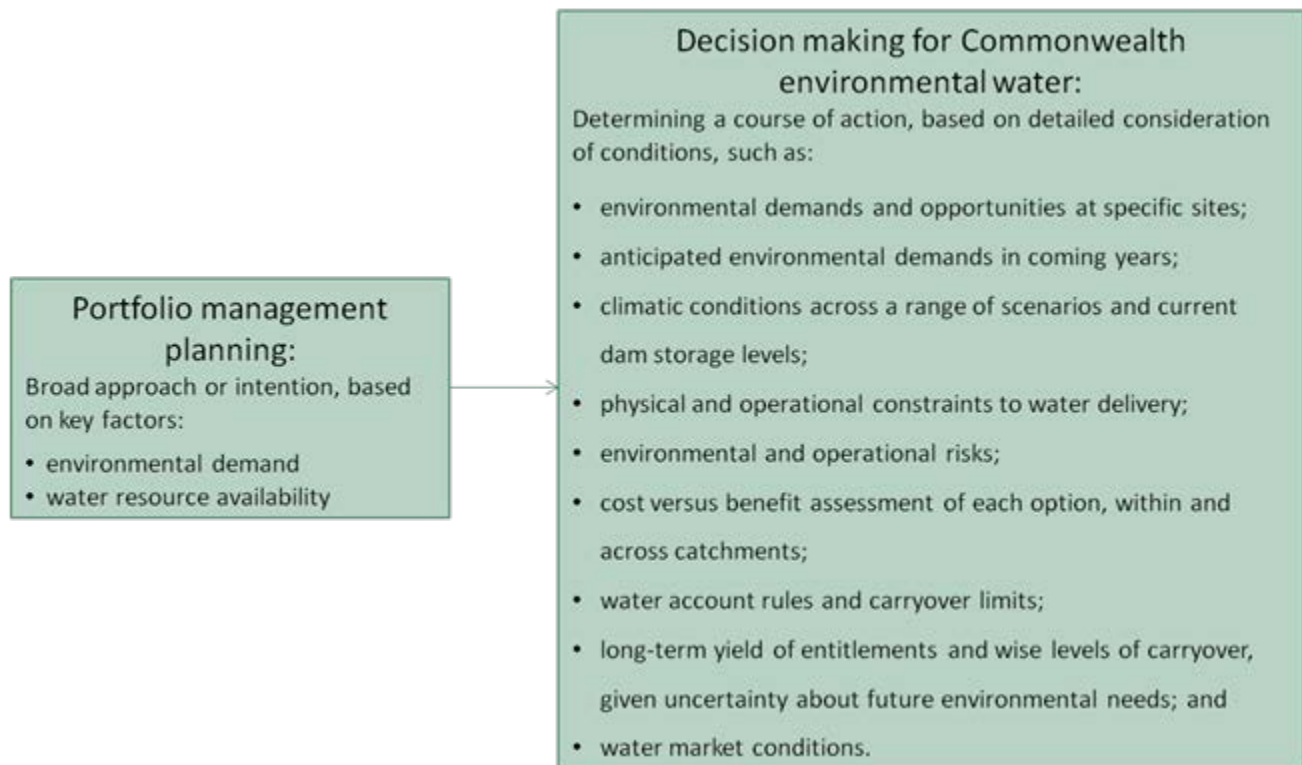 Portfolio management
planning:
Broad approach or intention, based
on key factors:
• environmental demand
• water resource availability
Decision making for Commonwealth
environmental water:
Determining a course of action, based on detailed consideration
of conditions, such as:
• environmental demands and opportunities at specific sites;
• anticipated environmental demands in coming years;
• climatic conditions across a range of scenarios and current
dam storage levels;
• physical and operational constraints to water delivery;
• environmental and operational risks;
• cost versus benefit assessment of each option, within and
across catchments;
• water account rules and carryover limits;
• long-term yield of entitlements and wise levels of carryover,
given uncertainty about future environmental needs; and
• water market conditions.